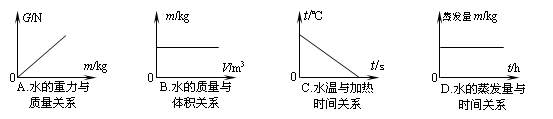 G/N
0
m/kg
A.水的重力与
质量关系
m/kg
0
V/m³
B.水的质量与
体积关系
t/℃
0
t/s
C.水温与加热
时间关系
蒸发量 m/kg
0
t/h
D.水的蒸发量与
时间关系